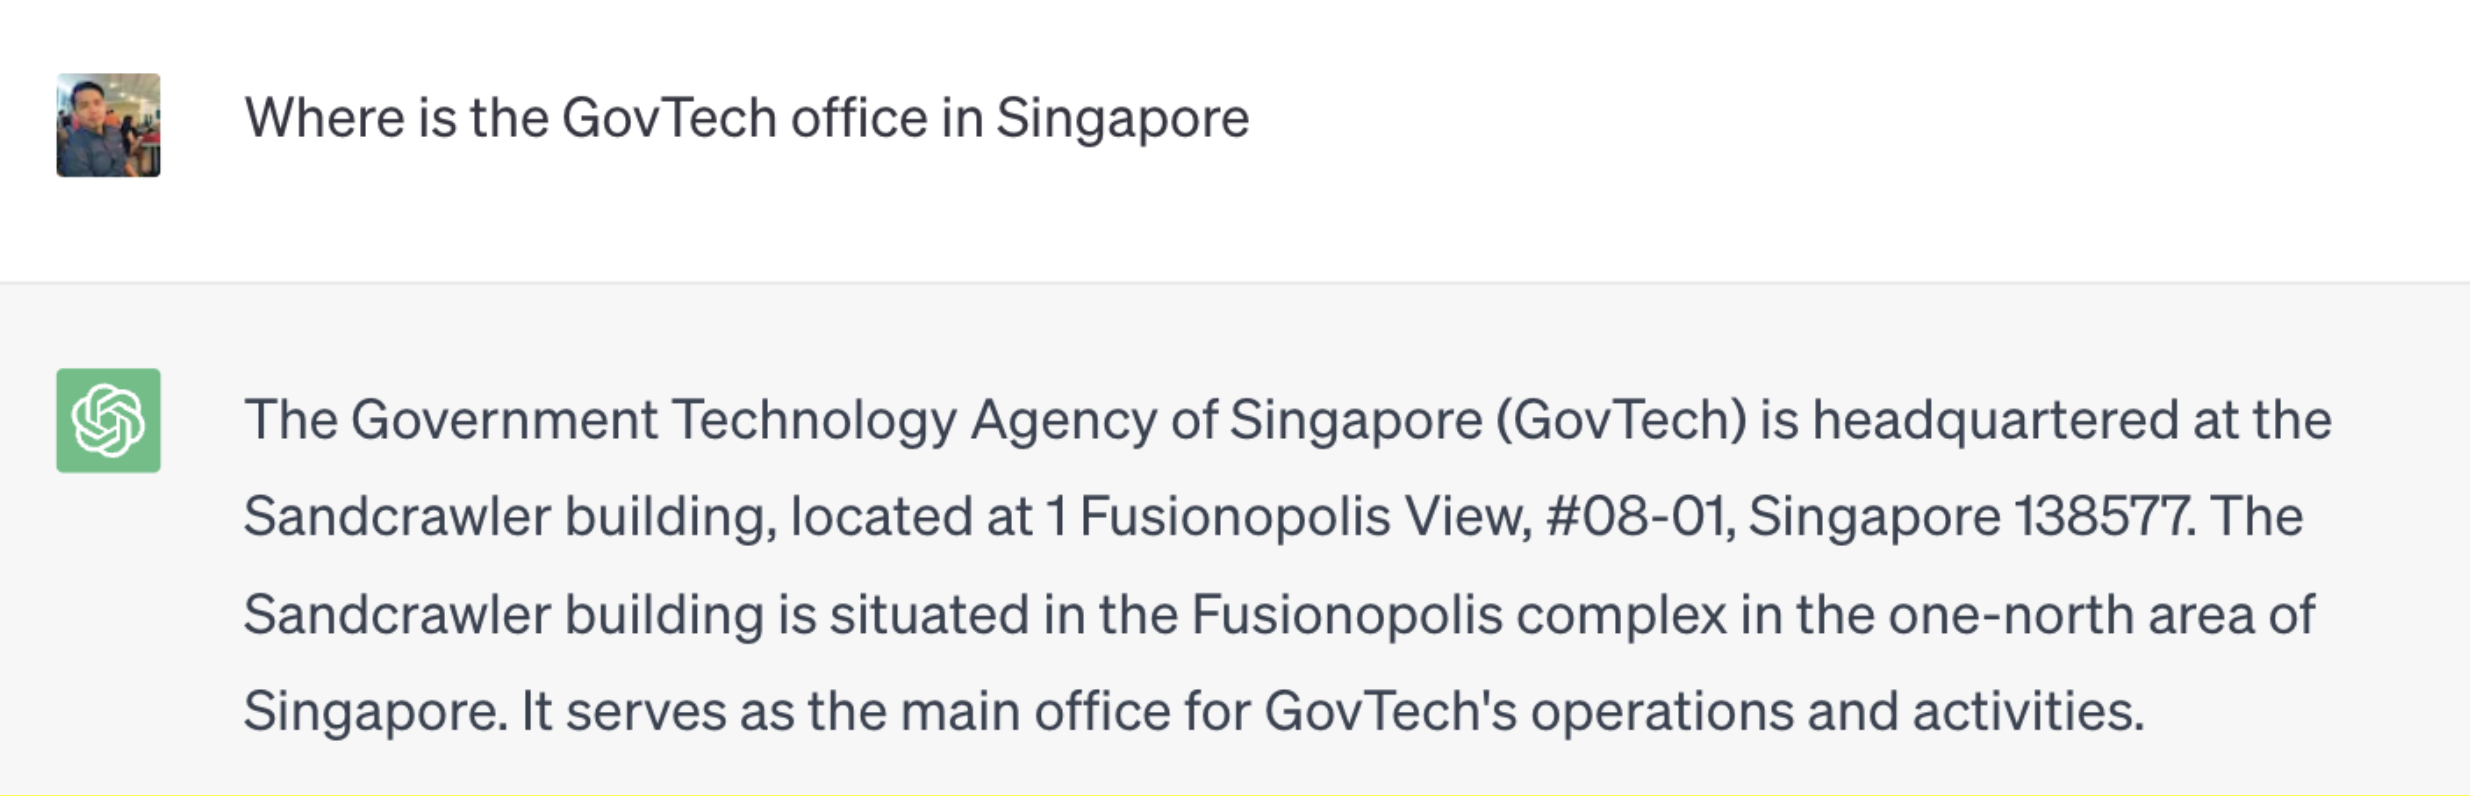 Where is the GovTech office in Singapore
The Government Technology Agency of Singapore (GovTech) is headquartered at the
Sandcrawler building, located at 1 Fusionopolis View, #08-01, Singapore 138577. The
Sandcrawler building is situated in the Fusionopolis complex in the one-north area of
Singapore. It serves as the main office for GovTech's operations and activities.